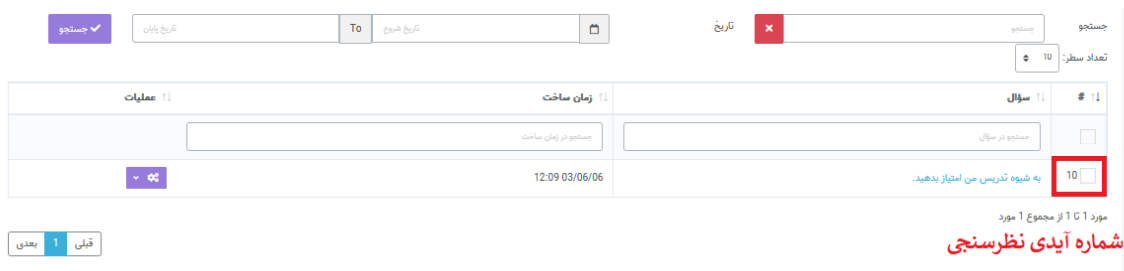 جستجو جستجو تاریخ تاریخ شروع To تاریخ پایان جستجو
تعداد سطر: 10
# سؤال زمان ساخت عملیات
جستجو در سؤال جستجو در زمان ساخت
10 به شیوه تدریس من امتیاز بدهید. 12:09 03/06/06
مورد 1 تا 1 از مجموع 1 مورد
شماره آیدی نظرسنجی
قبلی 1 بعدی